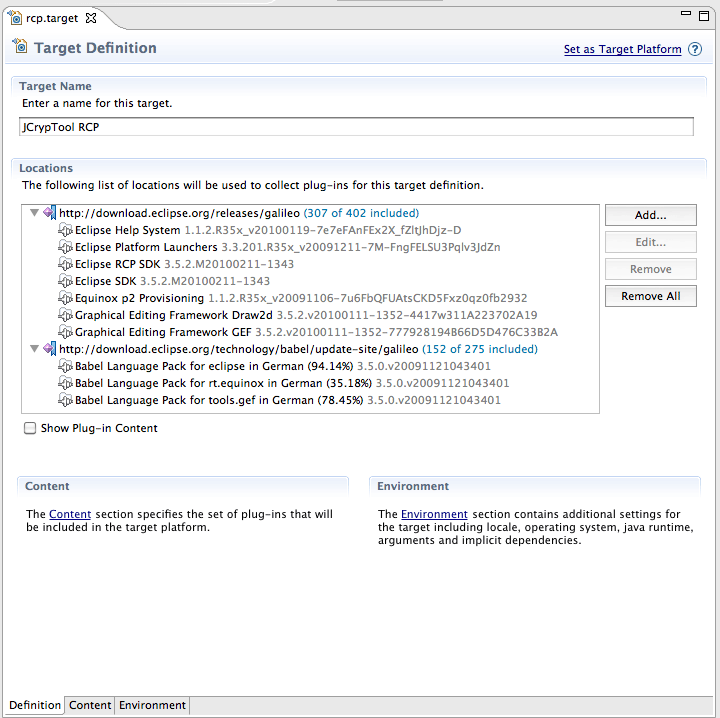 rcp.target
Target Definition
Set as Target Platform
?
Target Name
Enter a name for this target.
JCrypTool RCP
Locations
The following list of locations will be used to collect plug-ins for this target definition.
http://download.eclipse.org/releases/galileo (307 of 402 included)
Eclipse Help System 1.1.2.R35x_v20100119-7e7eFAnFEx2X_fZltJhDjz-D
Eclipse Platform Launchers 3.3.201.R35x_v20091211-7M-FngFELSU3Pqlv3JdZn
Eclipse RCP SDK 3.5.2.M20100211-1343
Eclipse SDK 3.5.2.M20100211-1343
Equinox p2 Provisioning 1.1.2.R35x_v20091106-7u6FbQFUAtsCKD5Fxz0qz0fb2932
Graphical Editing Framework Draw2d 3.5.2.v20100111-1352-4417w311A223702A19
Graphical Editing Framework GEF 3.5.2.v20100111-1352-777928194B66D5D476C33B2A
http://download.eclipse.org/technology/babel/update-site/galileo (152 of 275 included)
Babel Language Pack for eclipse in German (94.14%) 3.5.0.v20091121043401
Babel Language Pack for rt.equinox in German (35.18%) 3.5.0.v20091121043401
Babel Language Pack for tools.gef in German (78.45%) 3.5.0.v20091121043401
Add...
Edit...
Remove
Remove All
Show Plug-in Content
Content
The Content section specifies the set of plug-ins that will
be included in the target platform.
Environment
The Environment section contains additional settings for
the target including locale, operating system, java runtime,
arguments and implicit dependencies.
Definition
Content
Environment